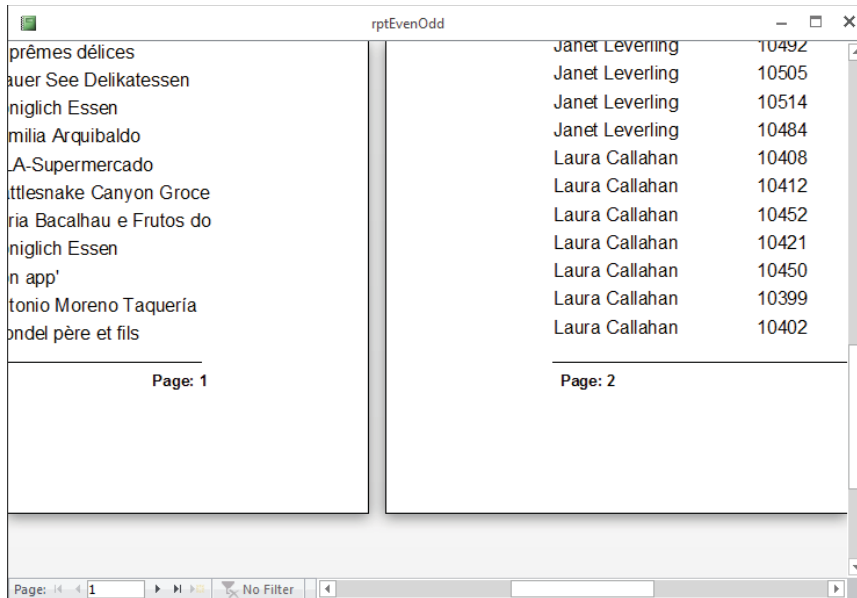 rptEvenOdd
prêmes délices
auer See Delikatessen
niglich Essen
milia Arquibaldo
LA-Supermercado
attlesnake Canyon Groce
ria Bacalhau e Frutos do
niglich Essen
n app'
tonio Moreno Taquería
ondel père et fils
Page: 1
Janet Leverling 10492
Janet Leverling 10505
Janet Leverling 10514
Janet Leverling 10484
Laura Callahan 10408
Laura Callahan 10412
Laura Callahan 10452
Laura Callahan 10421
Laura Callahan 10450
Laura Callahan 10399
Laura Callahan 10402
Page: 2
Page: 1 No Filter